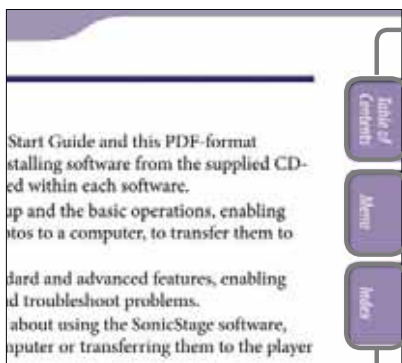 Start Guide and this PDF-format
stalling software from the supplied CD-
ed within each software.
up and the basic operations, enabling
tos to a computer, to transfer them to
dard and advanced features, enabling
d troubleshoot problems.
about using the SonicStage software,
nputer or transferring them to the player
Table of
Contents
Menu
Index